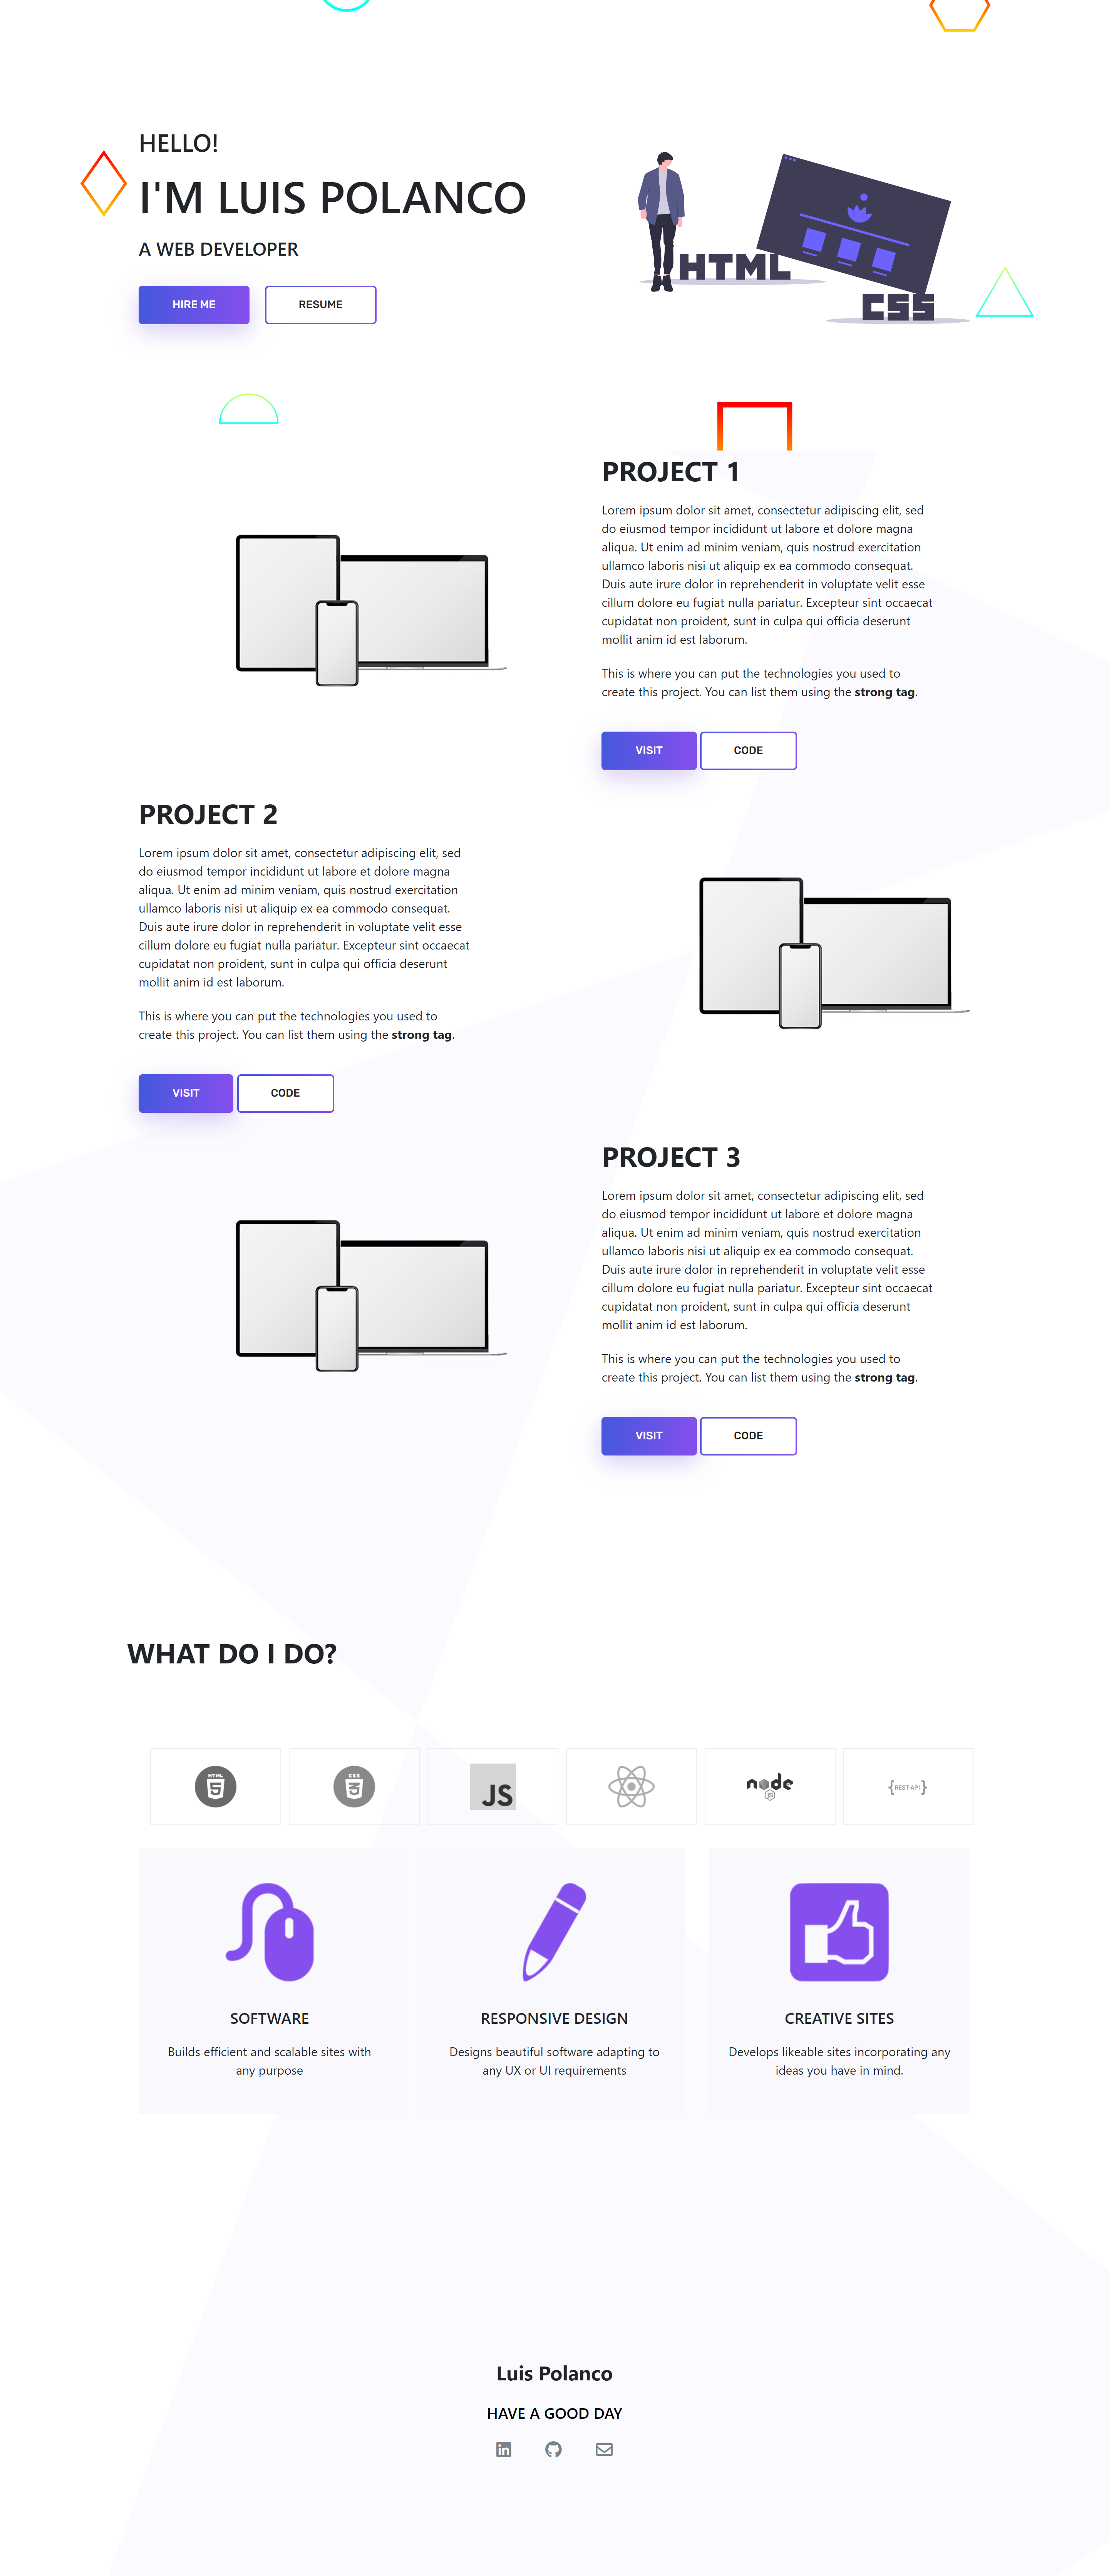 HELLO!
I'M LUIS POLANCO
A WEB DEVELOPER
HIRE ME
RESUME
HTML
CSS
PROJECT 1
Lorem ipsum dolor sit amet, consectetur adipiscing elit, sed
do eiusmod tempor incididunt ut labore et dolore magna
aliqua. Ut enim ad minim veniam, quis nostrud exercitation
ullamco laboris nisi ut aliquip ex ea commodo consequat.
Duis aute irure dolor in reprehenderit in voluptate velit esse
cillum dolore eu fugiat nulla pariatur. Excepteur sint occaecat
cupidatat non proident, sunt in culpa qui officia deserunt
mollit anim id est laborum.
This is where you can put the technologies you used to
create this project. You can list them using the strong tag.
VISIT
CODE
PROJECT 2
Lorem ipsum dolor sit amet, consectetur adipiscing elit, sed
do eiusmod tempor incididunt ut labore et dolore magna
aliqua. Ut enim ad minim veniam, quis nostrud exercitation
ullamco laboris nisi ut aliquip ex ea commodo consequat.
Duis aute irure dolor in reprehenderit in voluptate velit esse
cillum dolore eu fugiat nulla pariatur. Excepteur sint occaecat
cupidatat non proident, sunt in culpa qui officia deserunt
mollit anim id est laborum.
This is where you can put the technologies you used to
create this project. You can list them using the strong tag.
VISIT
CODE
PROJECT 3
Lorem ipsum dolor sit amet, consectetur adipiscing elit, sed
do eiusmod tempor incididunt ut labore et dolore magna
aliqua. Ut enim ad minim veniam, quis nostrud exercitation
ullamco laboris nisi ut aliquip ex ea commodo consequat.
Duis aute irure dolor in reprehenderit in voluptate velit esse
cillum dolore eu fugiat nulla pariatur. Excepteur sint occaecat
cupidatat non proident, sunt in culpa qui officia deserunt
mollit anim id est laborum.
This is where you can put the technologies you used to
create this project. You can list them using the strong tag.
VISIT
CODE
WHAT DO I DO?
HTML
5
CSS
3
JS
node
JS
{REST-API}
SOFTWARE
Builds efficient and scalable sites with
any purpose
RESPONSIVE DESIGN
Designs beautiful software adapting to
any UX or UI requirements
CREATIVE SITES
Develops likeable sites incorporating any
ideas you have in mind.
Luis Polanco
HAVE A GOOD DAY
in